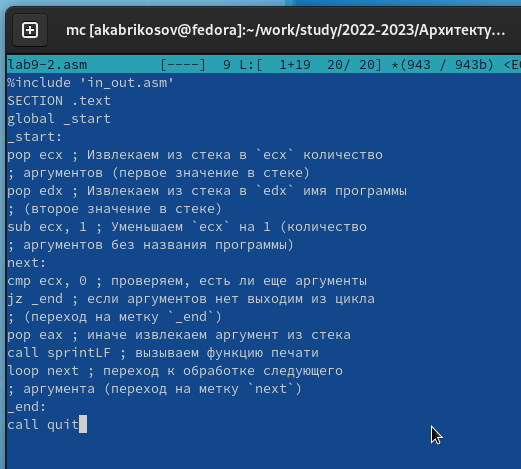 mc [akabrikosov@fedora]:~/work/study/2022-2023/Архитекту...
lab9-2.asm [----] 9 L:[ 1+19 20/ 20] *(943 / 943b) <EO
%include 'in_out.asm'
SECTION .text
global _start
_start:
pop ecx ; Извлекаем из стека в `ecx` количество
; аргументов (первое значение в стеке)
pop edx ; Извлекаем из стека в `edx` имя программы
; (второе значение в стеке)
sub ecx, 1 ; Уменьшаем `ecx` на 1 (количество
; аргументов без названия программы)
next:
cmp ecx, 0 ; проверяем, есть ли еще аргументы
jz _end ; если аргументов нет выходим из цикла
; (переход на метку `_end`)
pop eax ; иначе извлекаем аргумент из стека
call sprintLF ; вызываем функцию печати
loop next ; переход к обработке следующего
; аргумента (переход на метку `next`)
_end:
call quit